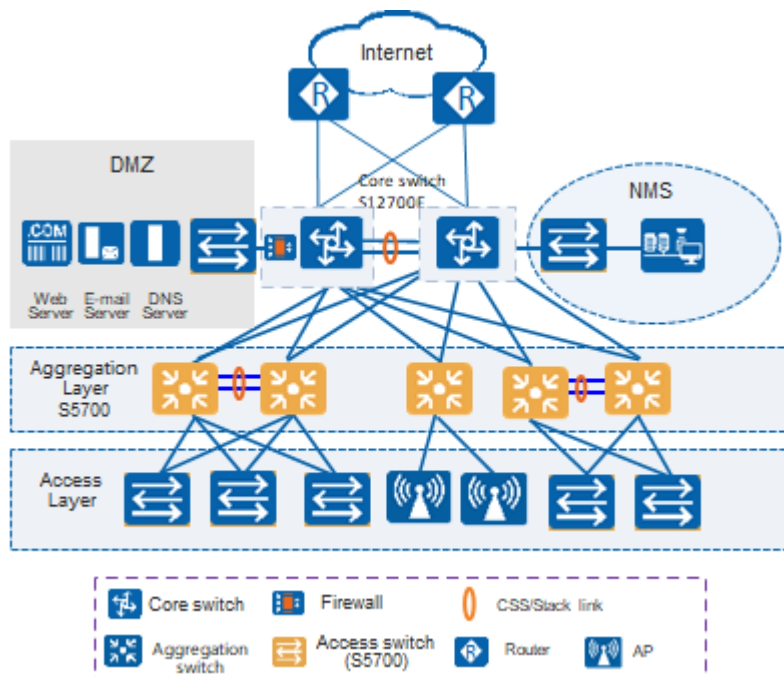 Internet
R
R
DMZ
Core switch
S12700E
NMS
.COM
Web
Server
E-mail
Server
DNS
Server
Aggregation
Layer
S5700
Access
Layer
Core switch
Firewall
CSS/Stack link
Aggregation
switch
Access switch
(S5700)
R
Router
AP